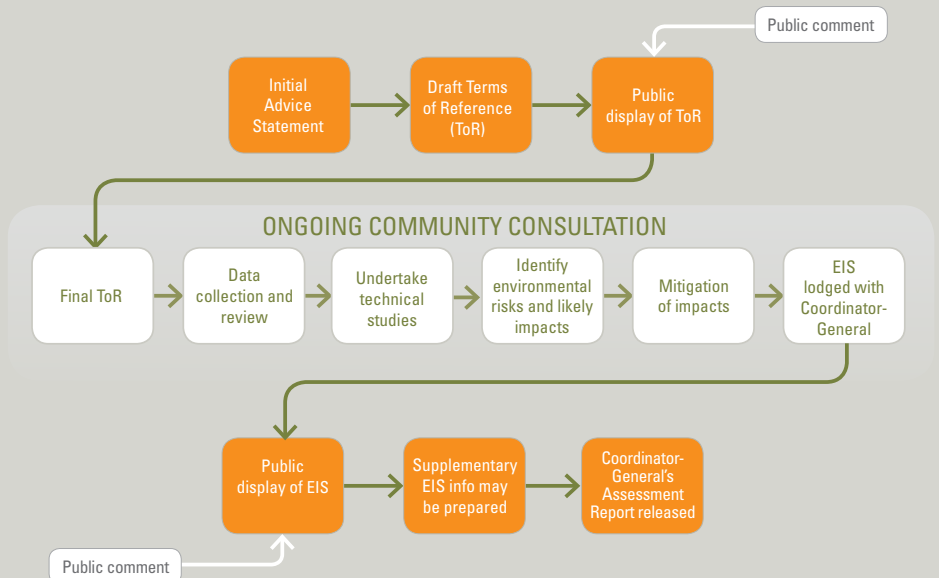 Public comment
Initial
Advice
Statement
Draft Terms
of Reference
(ToR)
Public
display of ToR
ONGOING COMMUNITY CONSULTATION
Final ToR
Data
collection and
review
Undertake
technical
studies
Identify
environmental
risks and likely
impacts
Mitigation
of impacts
EIS
lodged with
Coordinator-
General
Public
display of EIS
Supplementary
EIS info may
be prepared
Coordinator-
General's
Assessment
Report released
Public comment